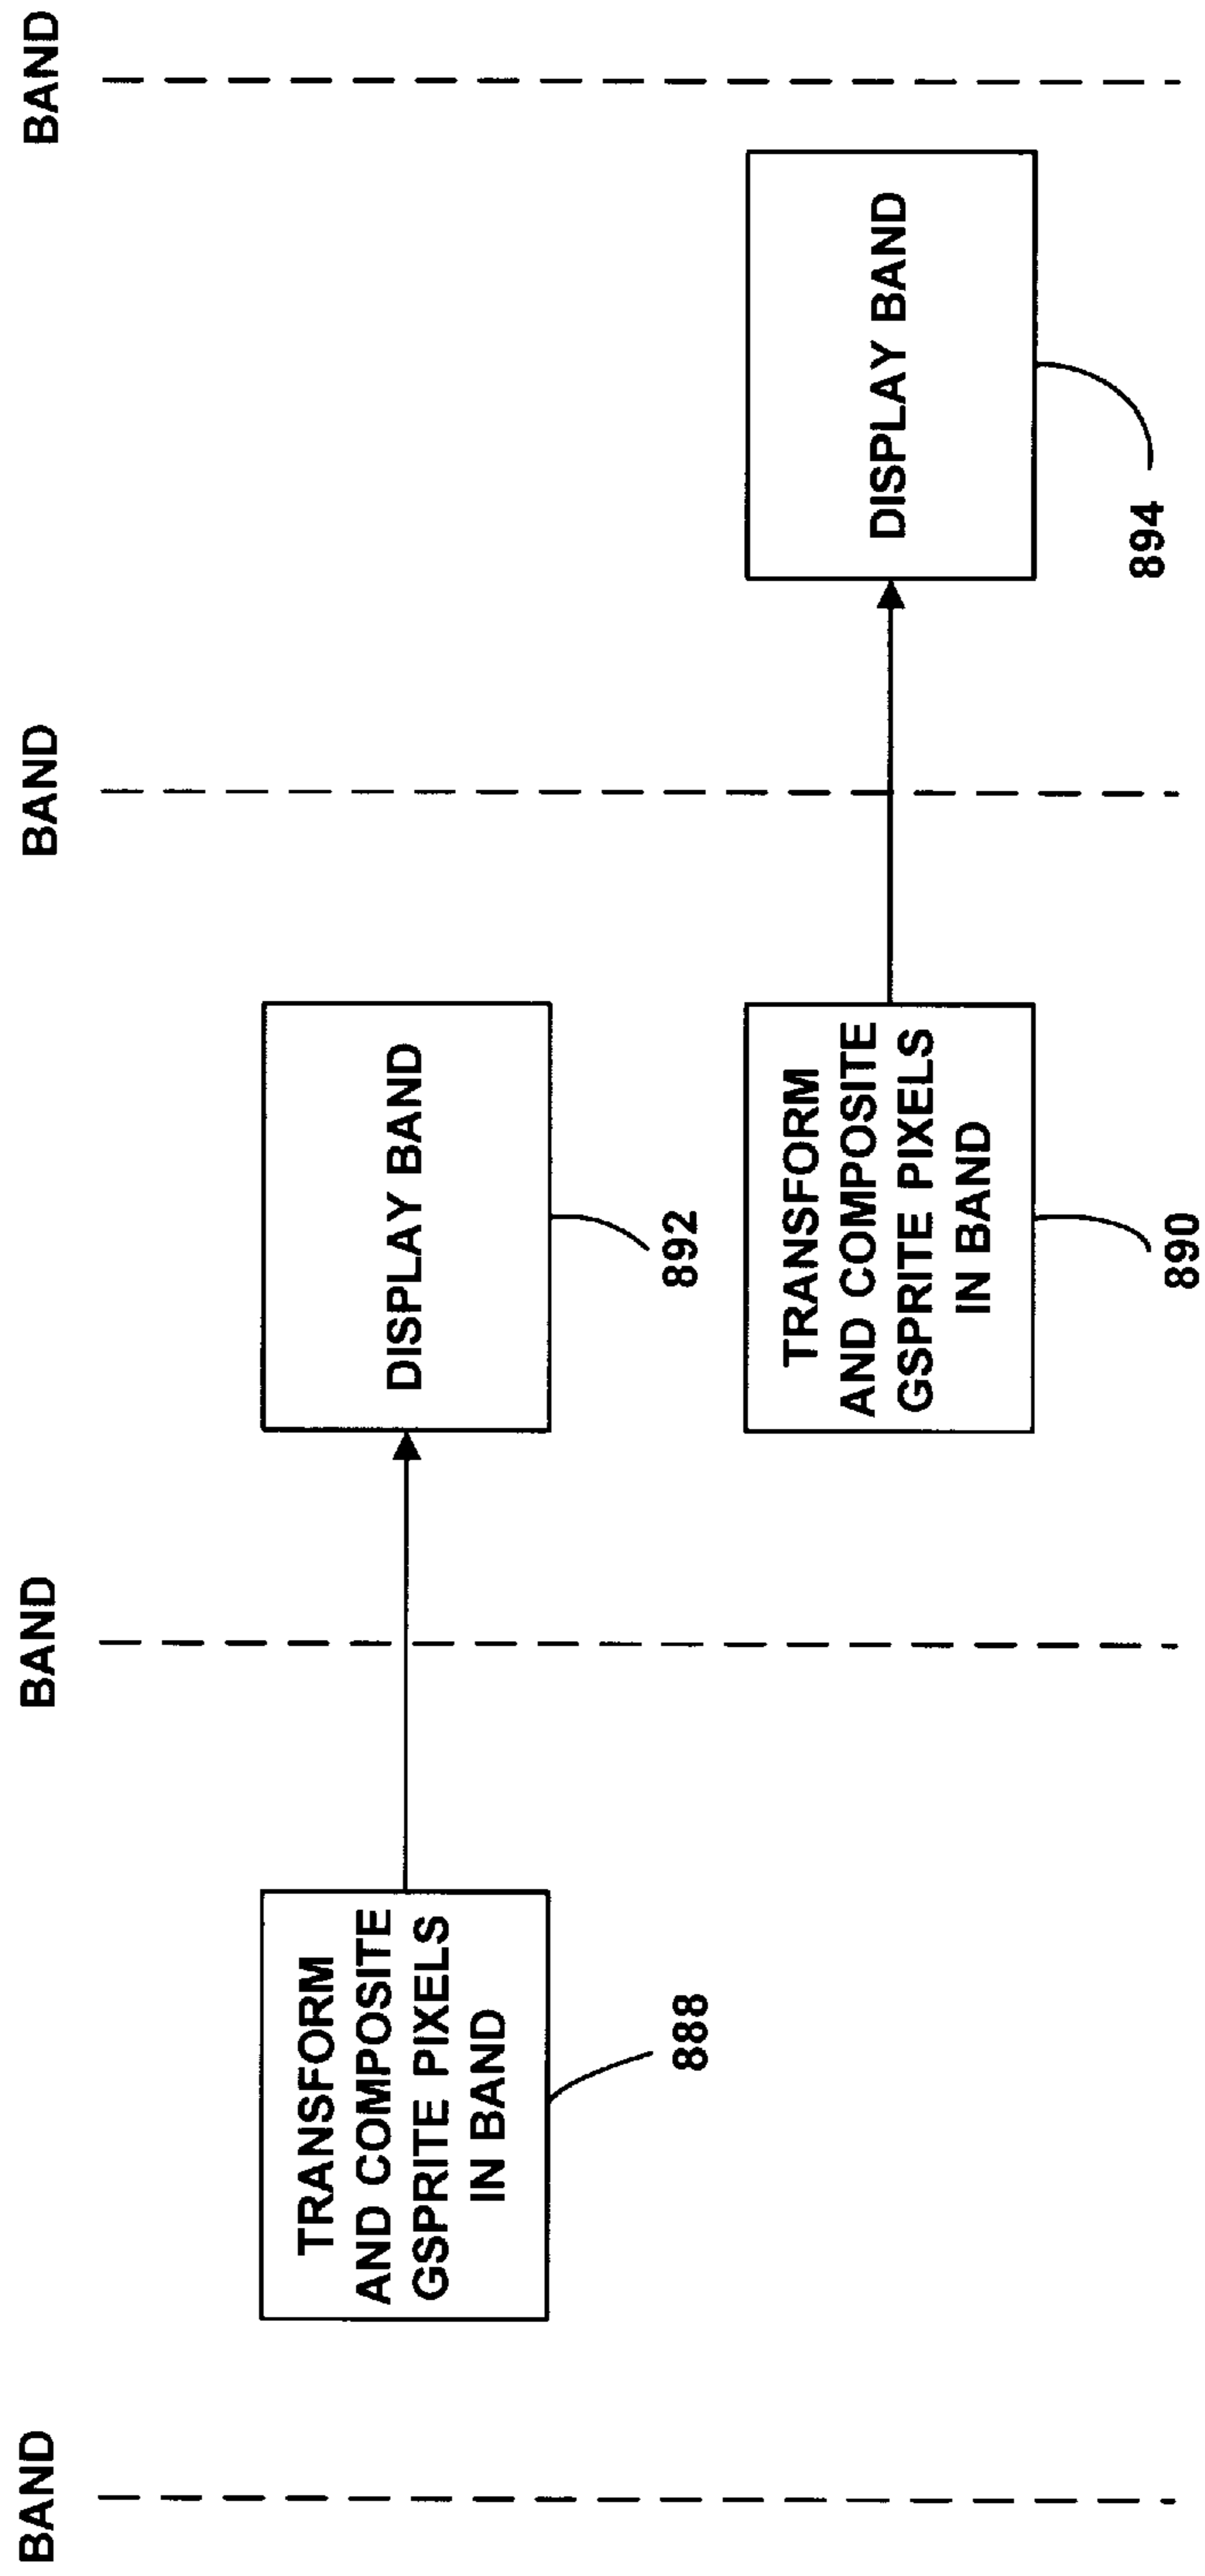 BAND
BAND
BAND
BAND
TRANSFORM
AND COMPOSITE
GSPRITE PIXELS
IN BAND
888
DISPLAY BAND
892
TRANSFORM
AND COMPOSITE
GSPRITE PIXELS
IN BAND
890
DISPLAY BAND
894